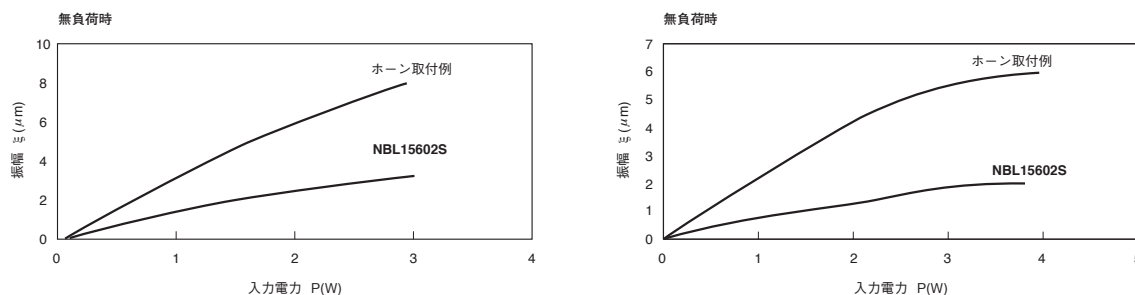 無負荷時
10
8
6
4
2
0
0 1 2 3 4
振幅 ξ(μm)
入力電力 P(W)
ホーン取付例
NBL15602S
無負荷時
7
6
5
4
3
2
1
0
0 1 2 3 4 5
振幅 ξ(μm)
入力電力 P(W)
ホーン取付例
NBL15602S